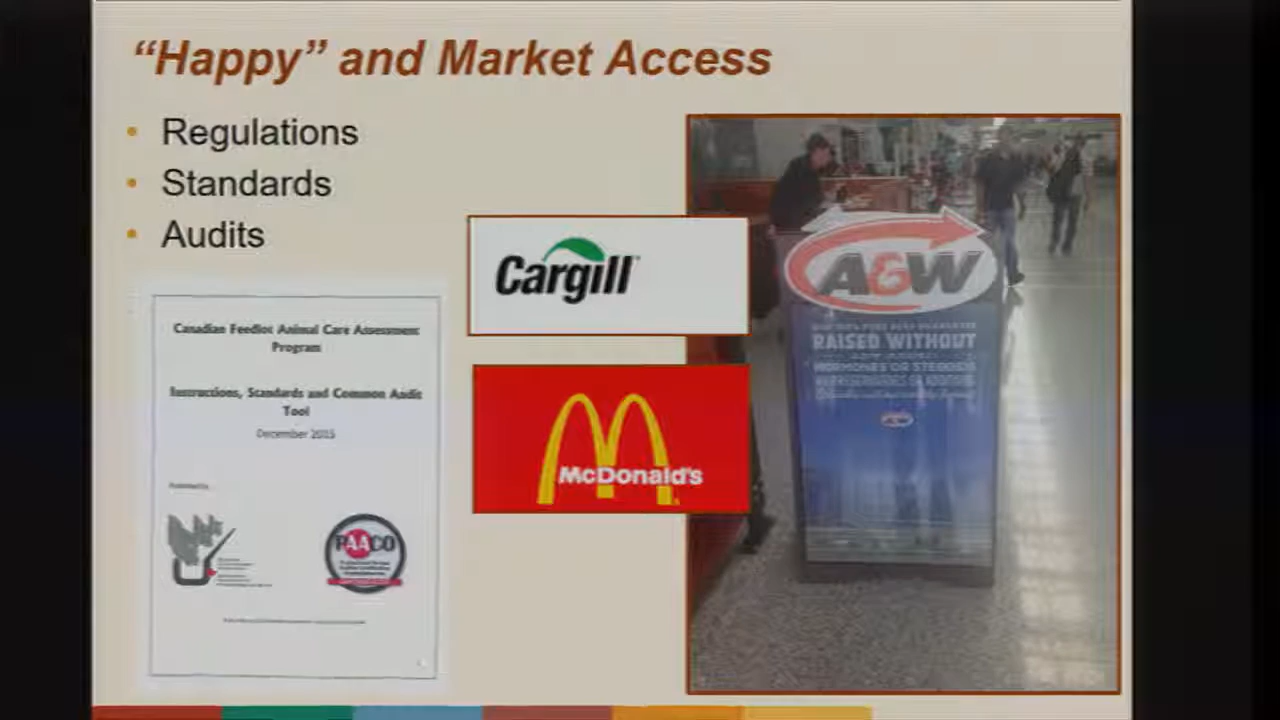 “Happy” and Market Access
• Regulations
• Standards
• Audits
Cargill
McDonald's
Canadian Feedlot Animal Care Assessment
Program
Instructions, Standards and Common Audit
Tool
December 2015
PAACO
A&W
RAISED WITHOUT
HORMONES OR STEROIDS
A&W